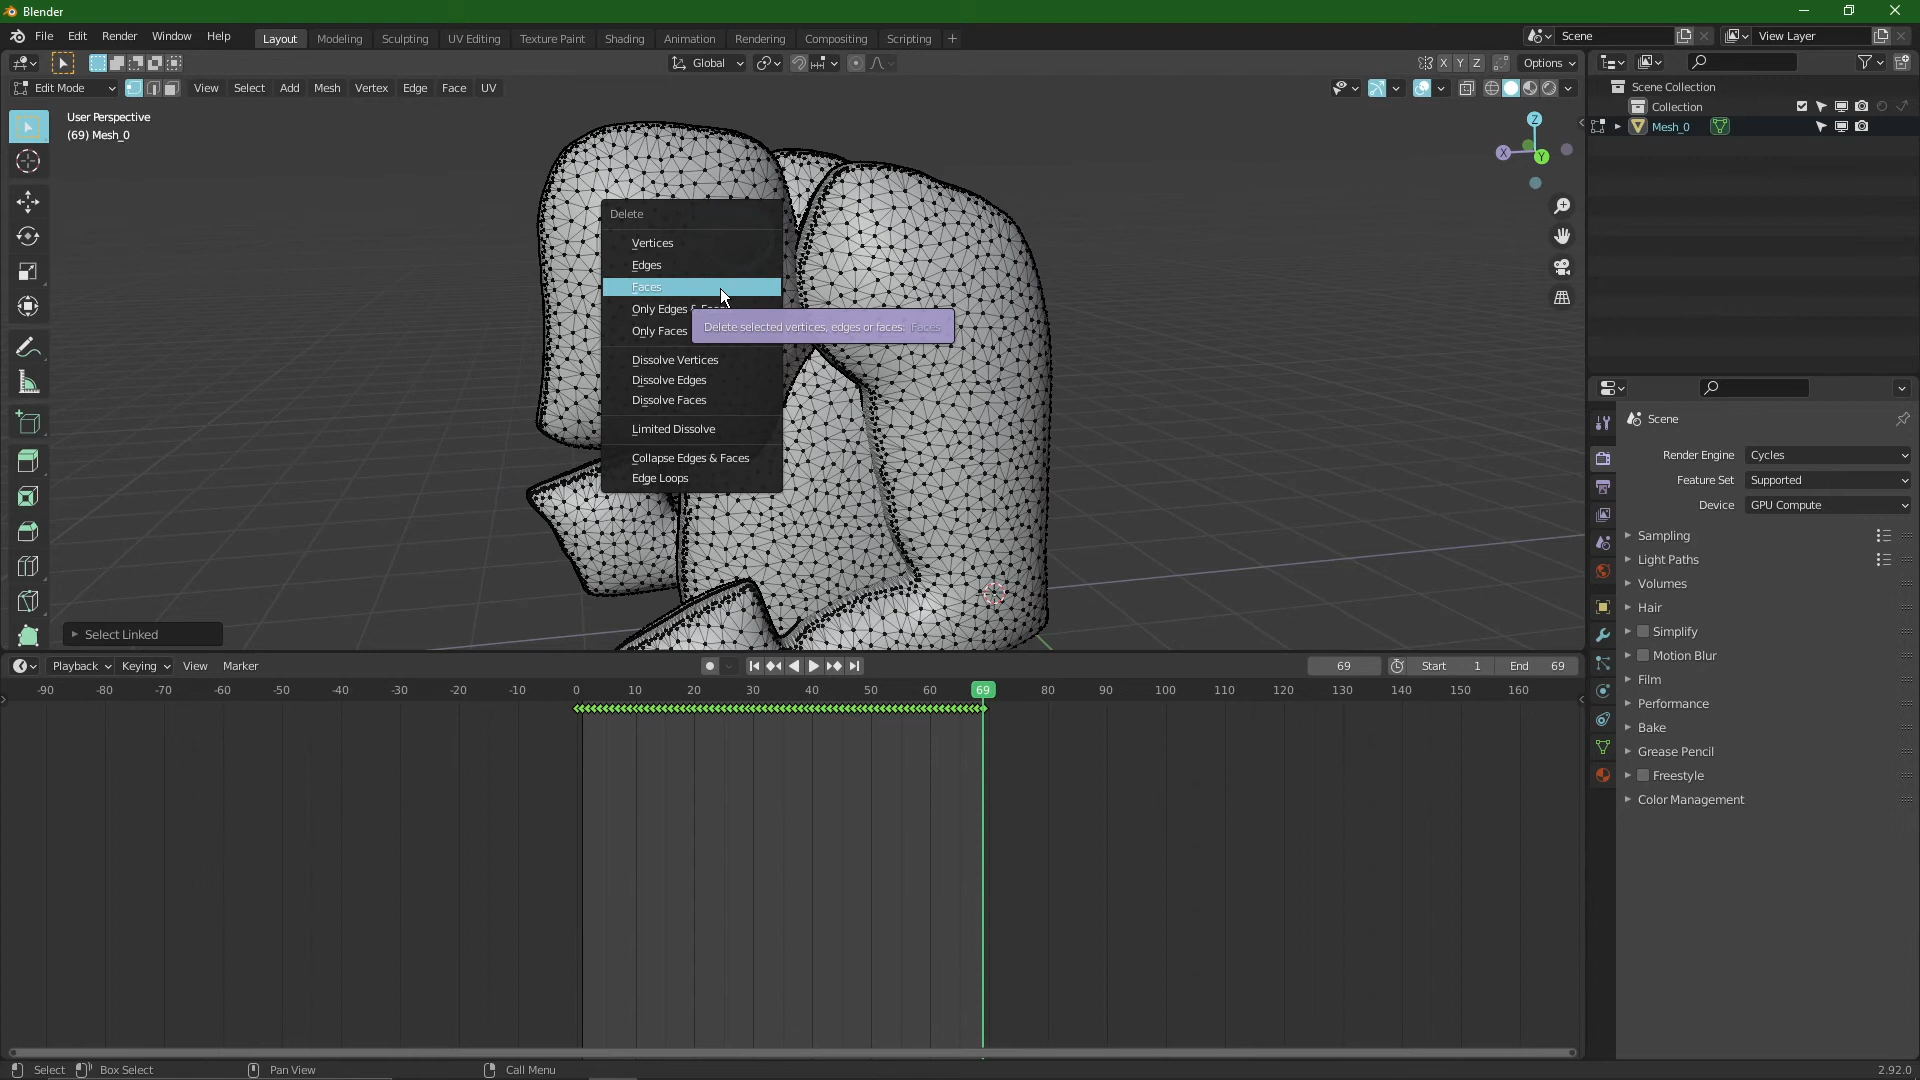 Blender
File Edit Render Window Help
Layout Modeling Sculpting UV Editing Texture Paint Shading Animation Rendering Compositing Scripting +
Scene
View Layer
Global
X Y Z
Options
Edit Mode
View Select Add Mesh Vertex Edge Face UV
User Perspective
(69) Mesh_0
Z
X
Y
Scene Collection
Collection
Mesh_0
Delete
Vertices
Edges
Faces
Only Edges &
Only Faces
Delete selected vertices, edges or faces: Faces
Dissolve Vertices
Dissolve Edges
Dissolve Faces
Limited Dissolve
Collapse Edges & Faces
Edge Loops
Select Linked
Scene
Render Engine Cycles
Feature Set Supported
Device GPU Compute
Sampling
Light Paths
Volumes
Hair
Simplify
Motion Blur
Film
Performance
Bake
Grease Pencil
Freestyle
Color Management
Playback Keying View Marker
69 Start 1 End 69
-90 -80 -70 -60 -50 -40 -30 -20 -10 0 10 20 30 40 50 60 69 80 90 100 110 120 130 140 150 160
Select Box Select Pan View Call Menu
2.92.0